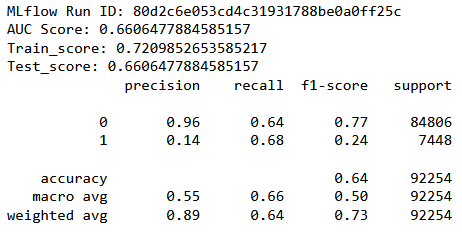 MLflow Run ID: 80d2c6e053cd4c31931788be0a0ff25c
AUC Score: 0.6606477884585157
Train_score: 0.7209852653585217
Test_score: 0.6606477884585157
precision recall f1-score support
0 0.96 0.64 0.77 84806
1 0.14 0.68 0.24 7448
accuracy 0.64 92254
macro avg 0.55 0.66 0.50 92254
weighted avg 0.89 0.64 0.73 92254